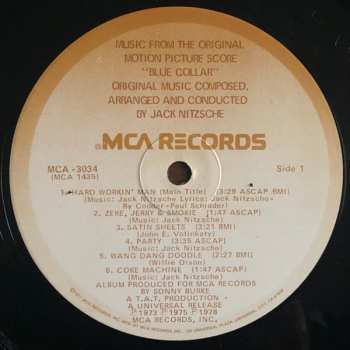 MUSIC FROM THE ORIGINAL
MOTION PICTURE SCORE
"BLUE COLLAR"
ORIGINAL MUSIC COMPOSED,
ARRANGED AND CONDUCTED
BY JACK NITZSCHE
MCA RECORDS
MCA-3034
(MCA 1435)
Side 1
1. HARD WORKIN' MAN (Main Title) (3:29 ASCAP BMI)
(Music: Jack Nitzsche Lyrics: Jack Nitzsche-
Ry Cooder-Paul Schrader)
2. ZEKE, JERRY & SMOKIE (1:47 ASCAP)
(Music: Jack Nitzsche)
3. SATIN SHEETS (3:21 BMI)
(John E. Volinkaty)
4. PARTY (3:35 ASCAP)
(Music: Jack Nitzsche)
5. WANG DANG DOODLE (2:27 BMI)
(Willie Dixon)
6. COKE MACHINE (1:47 ASCAP)
ALBUM PRODUCED FOR MCA RECORDS
BY SONNY BURKE
A T.A.T. PRODUCTION -
A UNIVERSAL RELEASE
℗1973 ℗1975 ℗1978
MCA RECORDS, INC.